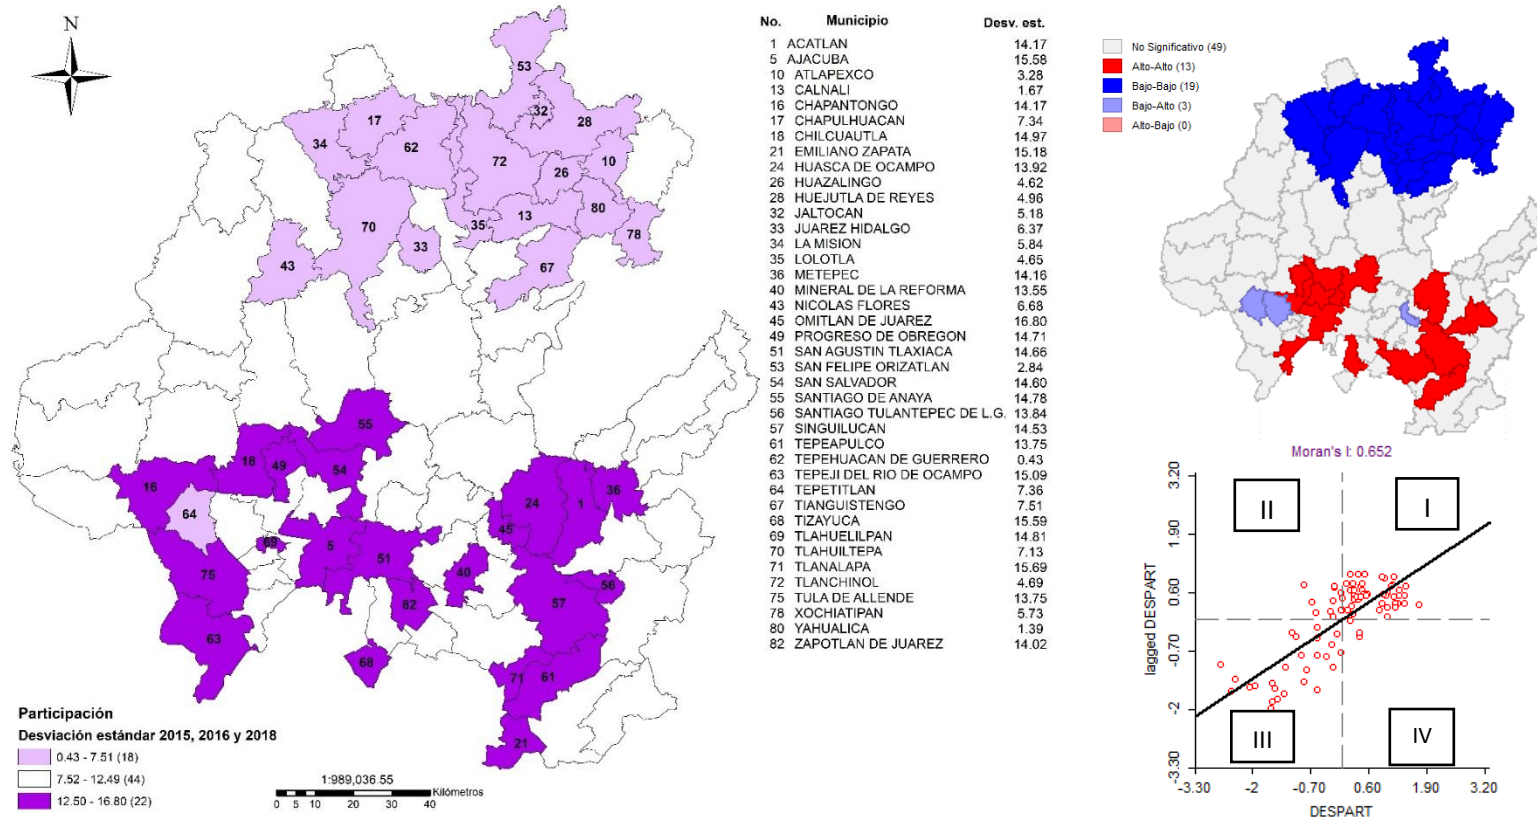 N
53
32
17
28
34
62
72
10
26
70
35
13
80
33
78
43
67
55
18
49
54
16
24
1
36
64
45
69
5
51
40
75
56
57
82
63
68
71
61
21
Participación
Desviación estándar 2015, 2016 y 2018
0.43 - 7.51 (18)
7.52 - 12.49 (44)
12.50 - 16.80 (22)
1:989,036.55
Kilómetros
0 5 10 20 30 40
No. Municipio Desv. est.
1 ACATLAN 14.17
5 AJACUBA 15.58
10 ATLAPEXCO 3.28
13 CALNALI 1.67
16 CHAPANTONGO 14.17
17 CHAPULHUACAN 7.34
18 CHILCUAUTLA 14.97
21 EMILIANO ZAPATA 15.18
24 HUASCA DE OCAMPO 13.92
26 HUAZALINGO 4.62
28 HUEJUTLA DE REYES 4.96
32 JALTOCAN 5.18
33 JUAREZ HIDALGO 6.37
34 LA MISION 5.84
35 LOLOTLA 4.65
36 METEPEC 14.16
40 MINERAL DE LA REFORMA 13.55
43 NICOLAS FLORES 6.68
45 OMITLAN DE JUAREZ 16.80
49 PROGRESO DE OBREGON 14.71
51 SAN AGUSTIN TLAXIACA 14.66
53 SAN FELIPE ORIZATLAN 2.84
54 SAN SALVADOR 14.60
55 SANTIAGO DE ANAYA 14.78
56 SANTIAGO TULANTEPEC DE L.G. 13.84
57 SINGUILUCAN 14.53
61 TEPEAPULCO 13.75
62 TEPEHUACAN DE GUERRERO 0.43
63 TEPEJI DEL RIO DE OCAMPO 15.09
64 TEPETITLAN 7.36
67 TIANGUISTENGO 7.51
68 TIZAYUCA 15.59
69 TLAHUELILPAN 14.81
70 TLAHUILTEPA 7.13
71 TLANALAPA 15.69
72 TLANCHINOL 4.69
75 TULA DE ALLENDE 13.75
78 XOCHIATIPAN 5.73
80 YAHUALICA 1.39
82 ZAPOTLAN DE JUAREZ 14.02
No Significativo (49)
Alto-Alto (13)
Bajo-Bajo (19)
Bajo-Alto (3)
Alto-Bajo (0)
Moran's I: 0.652
II
I
III
IV
lagged DESPART
3.20
1.90
0.60
-0.70
-2
-3.30
-3.30 -2 -0.70 0.60 1.90 3.20
DESPART